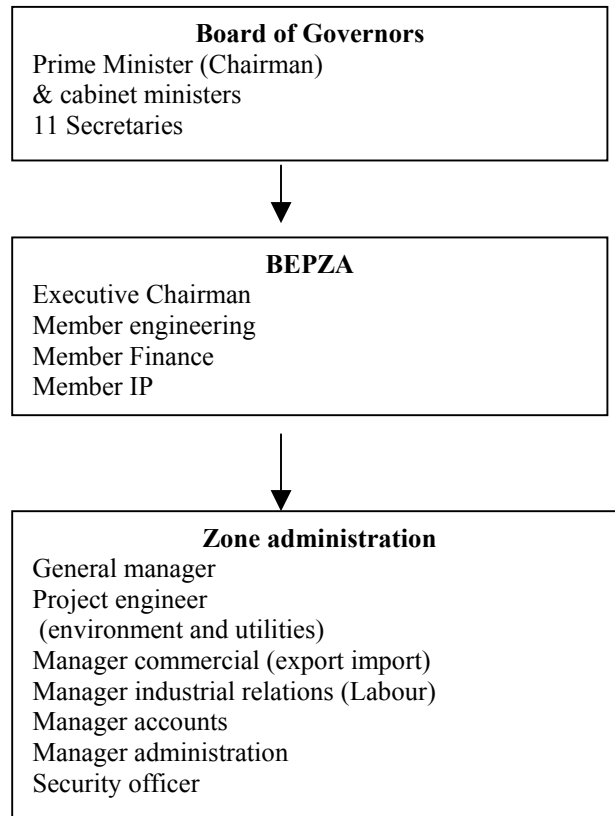 Board of Governors
Prime Minister (Chairman)
& cabinet ministers
11 Secretaries
BEPZA
Executive Chairman
Member engineering
Member Finance
Member IP
Zone administration
General manager
Project engineer
(environment and utilities)
Manager commercial (export import)
Manager industrial relations (Labour)
Manager accounts
Manager administration
Security officer